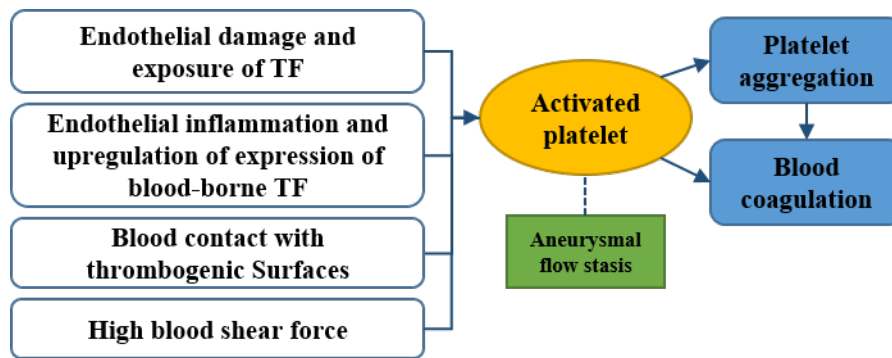 Endothelial damage and
exposure of TF
Endothelial inflammation and
upregulation of expression of
blood-borne TF
Blood contact with
thrombogenic Surfaces
High blood shear force
Activated
platelet
Aneurysmal
flow stasis
Platelet
aggregation
Blood
coagulation